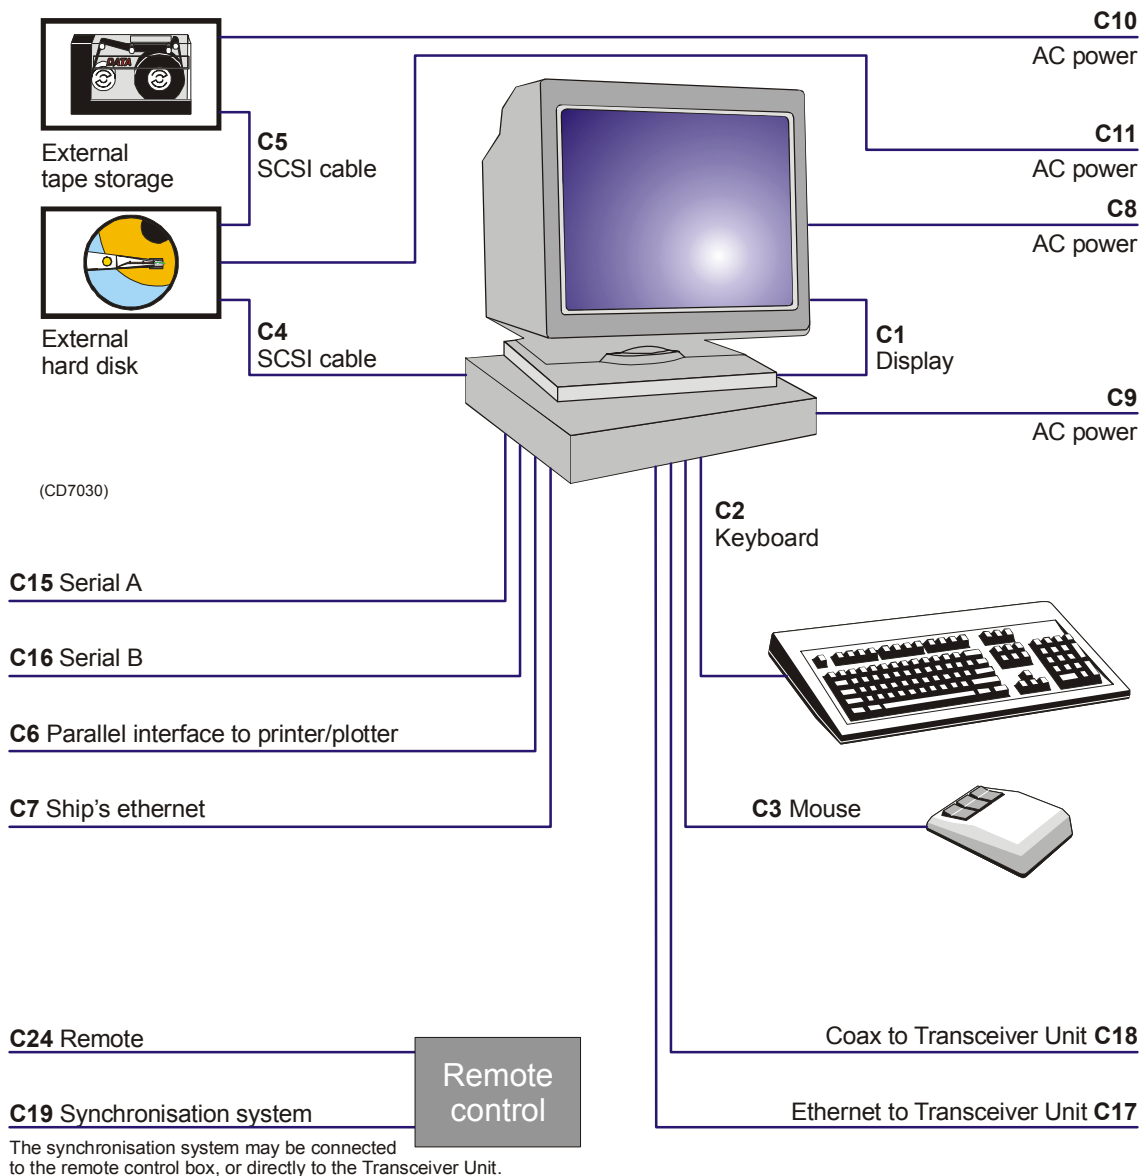 C10
AC power
DATA
C5
SCSI cable
External
tape storage
C11
AC power
C8
AC power
External
hard disk
C4
SCSI cable
C1
Display
C9
AC power
(CD7030)
C2
Keyboard
C15 Serial A
C16 Serial B
C6 Parallel interface to printer/plotter
C7 Ship's ethernet
C3 Mouse
C24 Remote
Remote
control
Coax to Transceiver Unit C18
C19 Synchronisation system
Ethernet to Transceiver Unit C17
The synchronisation system may be connected
to the remote control box, or directly to the Transceiver Unit.